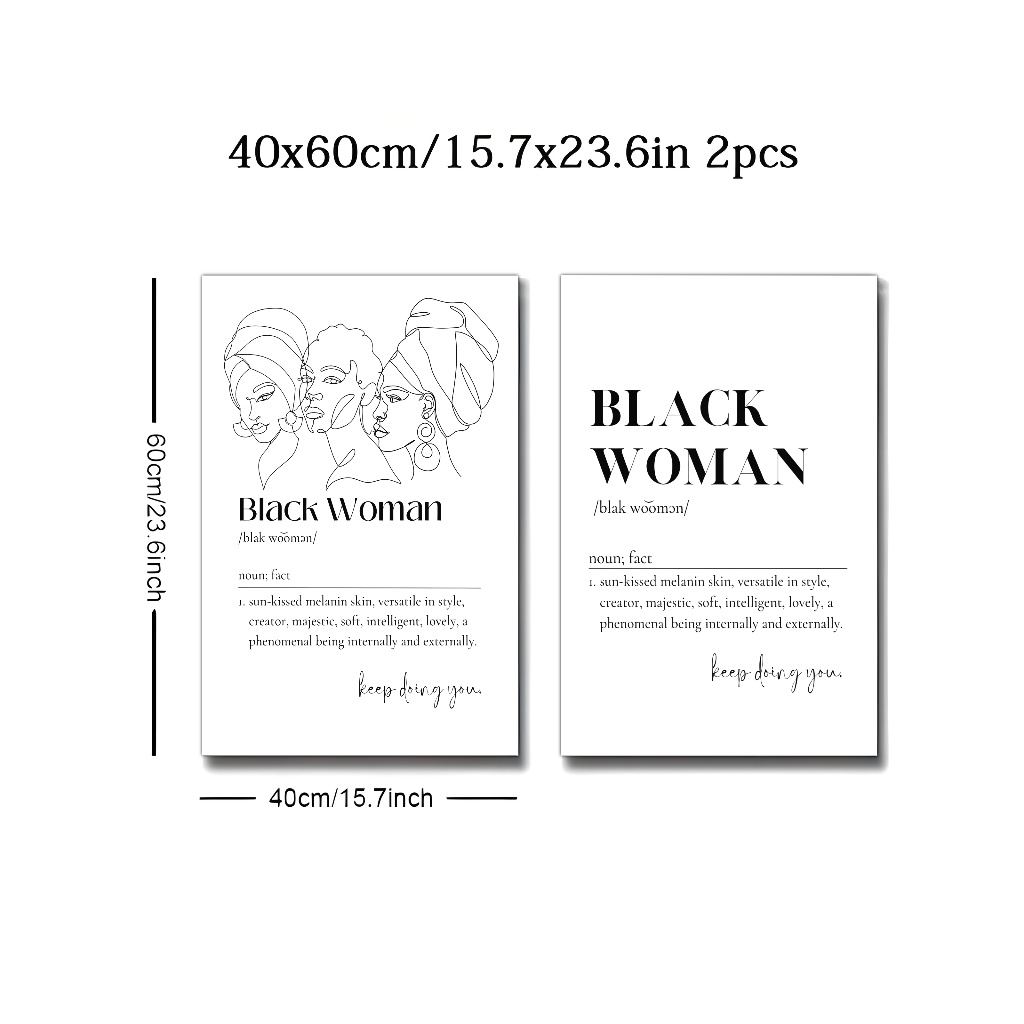 40x60cm/15.7x23.6in 2pcs
60cm/23.6inch
Black Woman
/blak wo͝omən/
noun; fact
1. sun-kissed melanin skin, versatile in style,
creator, majestic, soft, intelligent, lovely, a
phenomenal being internally and externally.
keep doing you.
40cm/15.7inch
BLACK
WOMAN
/blak wo͝omən/
noun; fact
1. sun-kissed melanin skin, versatile in style,
creator, majestic, soft, intelligent, lovely, a
phenomenal being internally and externally.
keep doing you.